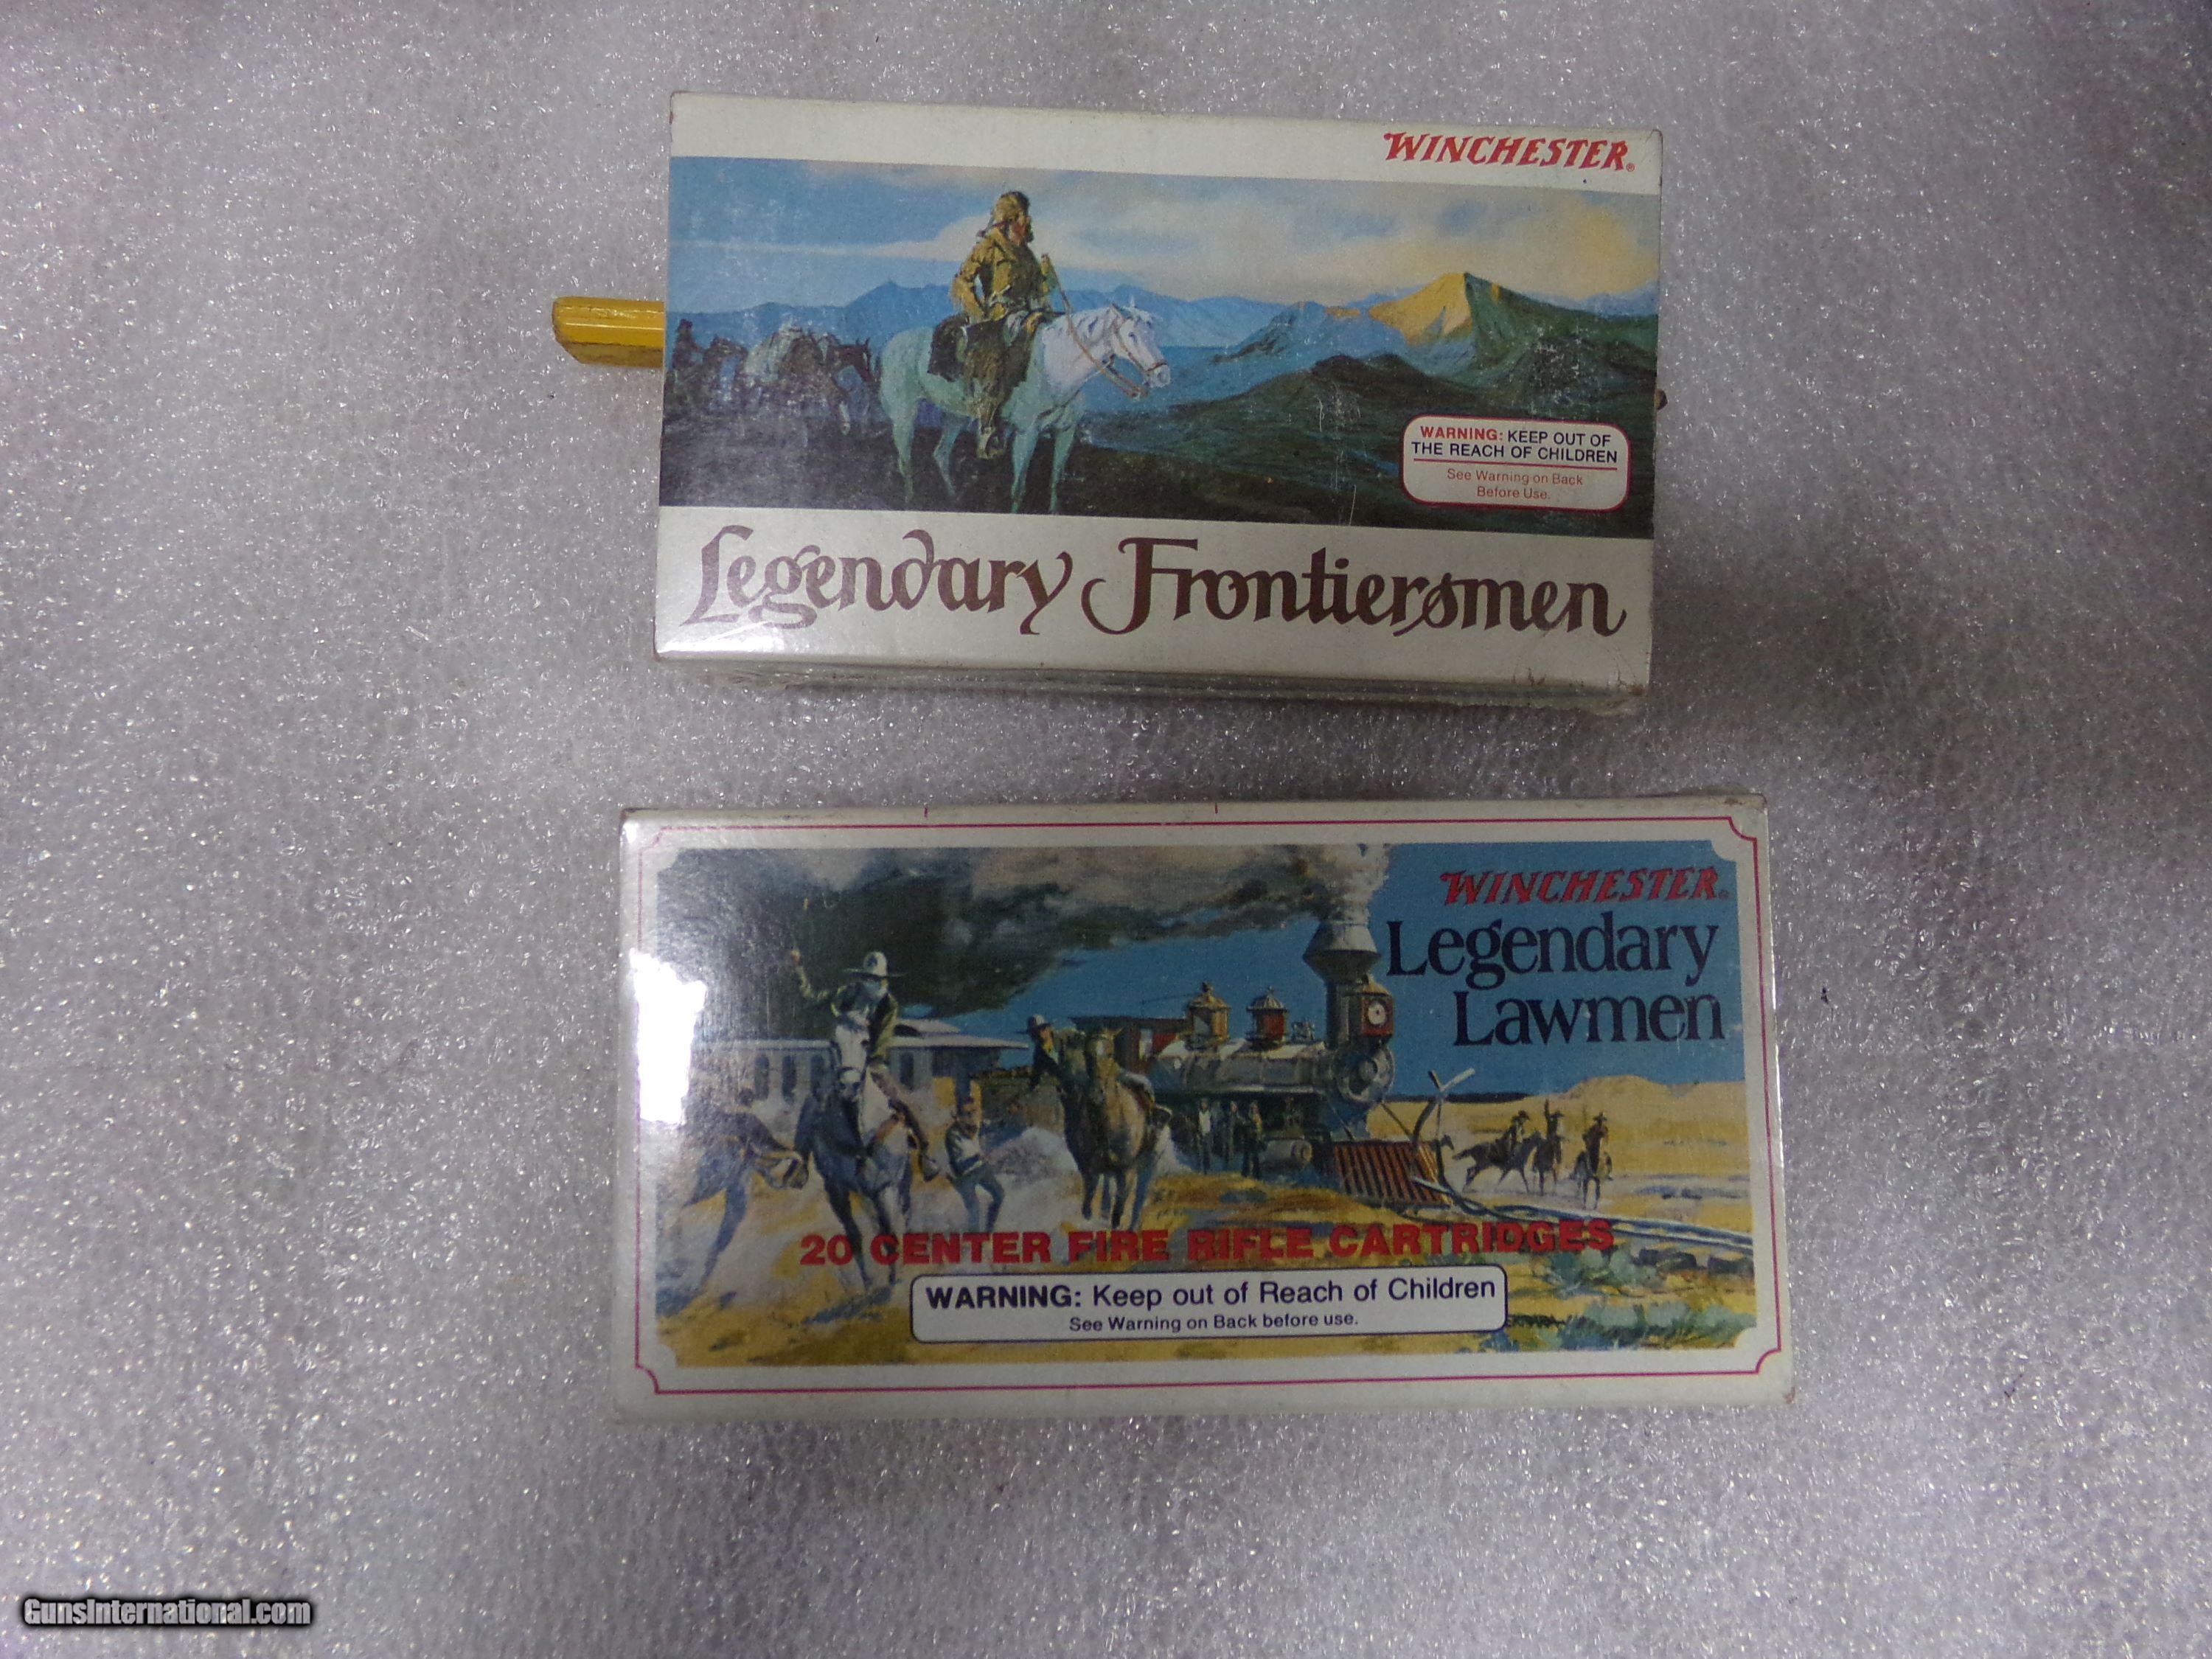 WINCHESTER®
WARNING: KEEP OUT OF
THE REACH OF CHILDREN
See Warning on Back
Before Use.
Legendary Frontiersmen
WINCHESTER®
Legendary
Lawmen
20 CENTER FIRE RIFLE CARTRIDGES
WARNING: Keep out of Reach of Children
See Warning on Back before use.
GunsInternational.com